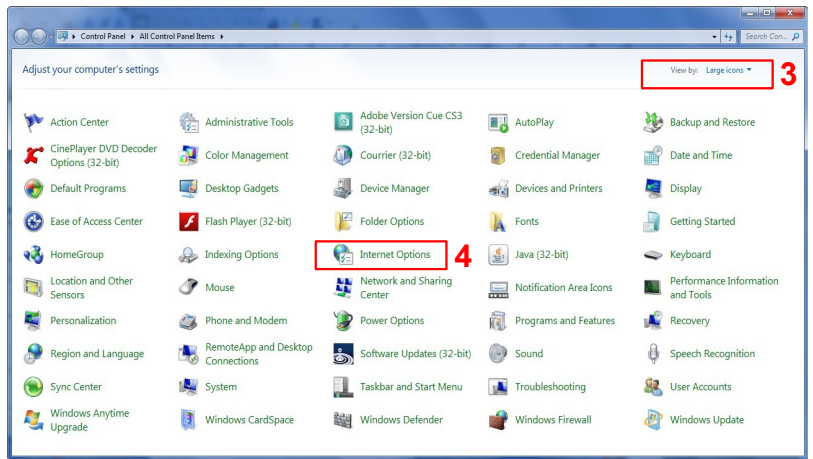 Control Panel ▸ All Control Panel Items ▸
Search Con...
Adjust your computer's settings
View by: Large icons
3
Action Center
Administrative Tools
Adobe Version Cue CS3
(32-bit)
AutoPlay
Backup and Restore
CinePlayer DVD Decoder
Options (32-bit)
Color Management
Courrier (32-bit)
Credential Manager
Date and Time
Default Programs
Desktop Gadgets
Device Manager
Devices and Printers
Display
Ease of Access Center
Flash Player (32-bit)
Folder Options
Fonts
Getting Started
HomeGroup
Indexing Options
Internet Options
4
Java (32-bit)
Keyboard
Location and Other
Sensors
Mouse
Network and Sharing
Center
Notification Area Icons
Performance Information
and Tools
Personalization
Phone and Modem
Power Options
Programs and Features
Recovery
Region and Language
RemoteApp and Desktop
Connections
Software Updates (32-bit)
Sound
Speech Recognition
Sync Center
System
Taskbar and Start Menu
Troubleshooting
User Accounts
Windows Anytime
Upgrade
Windows CardSpace
Windows Defender
Windows Firewall
Windows Update